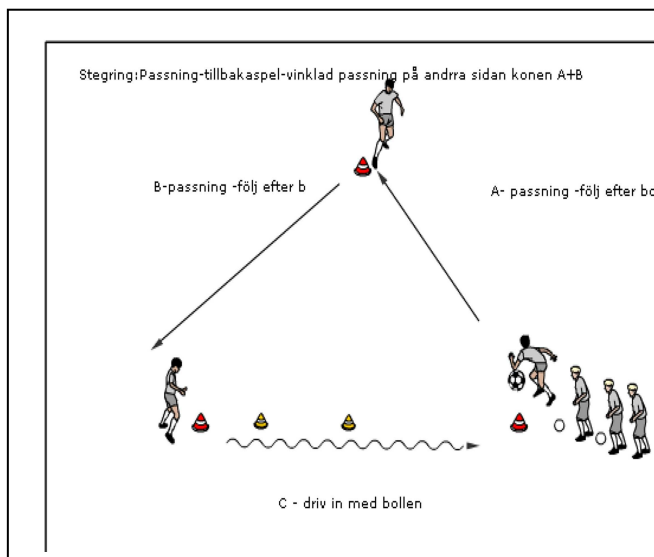 Stegring:Passning-tillbakaspel-vinklad passning på andrra sidan konen A+B
B-passning -följ efter b
A- passning -följ efter bo
C - driv in med bollen